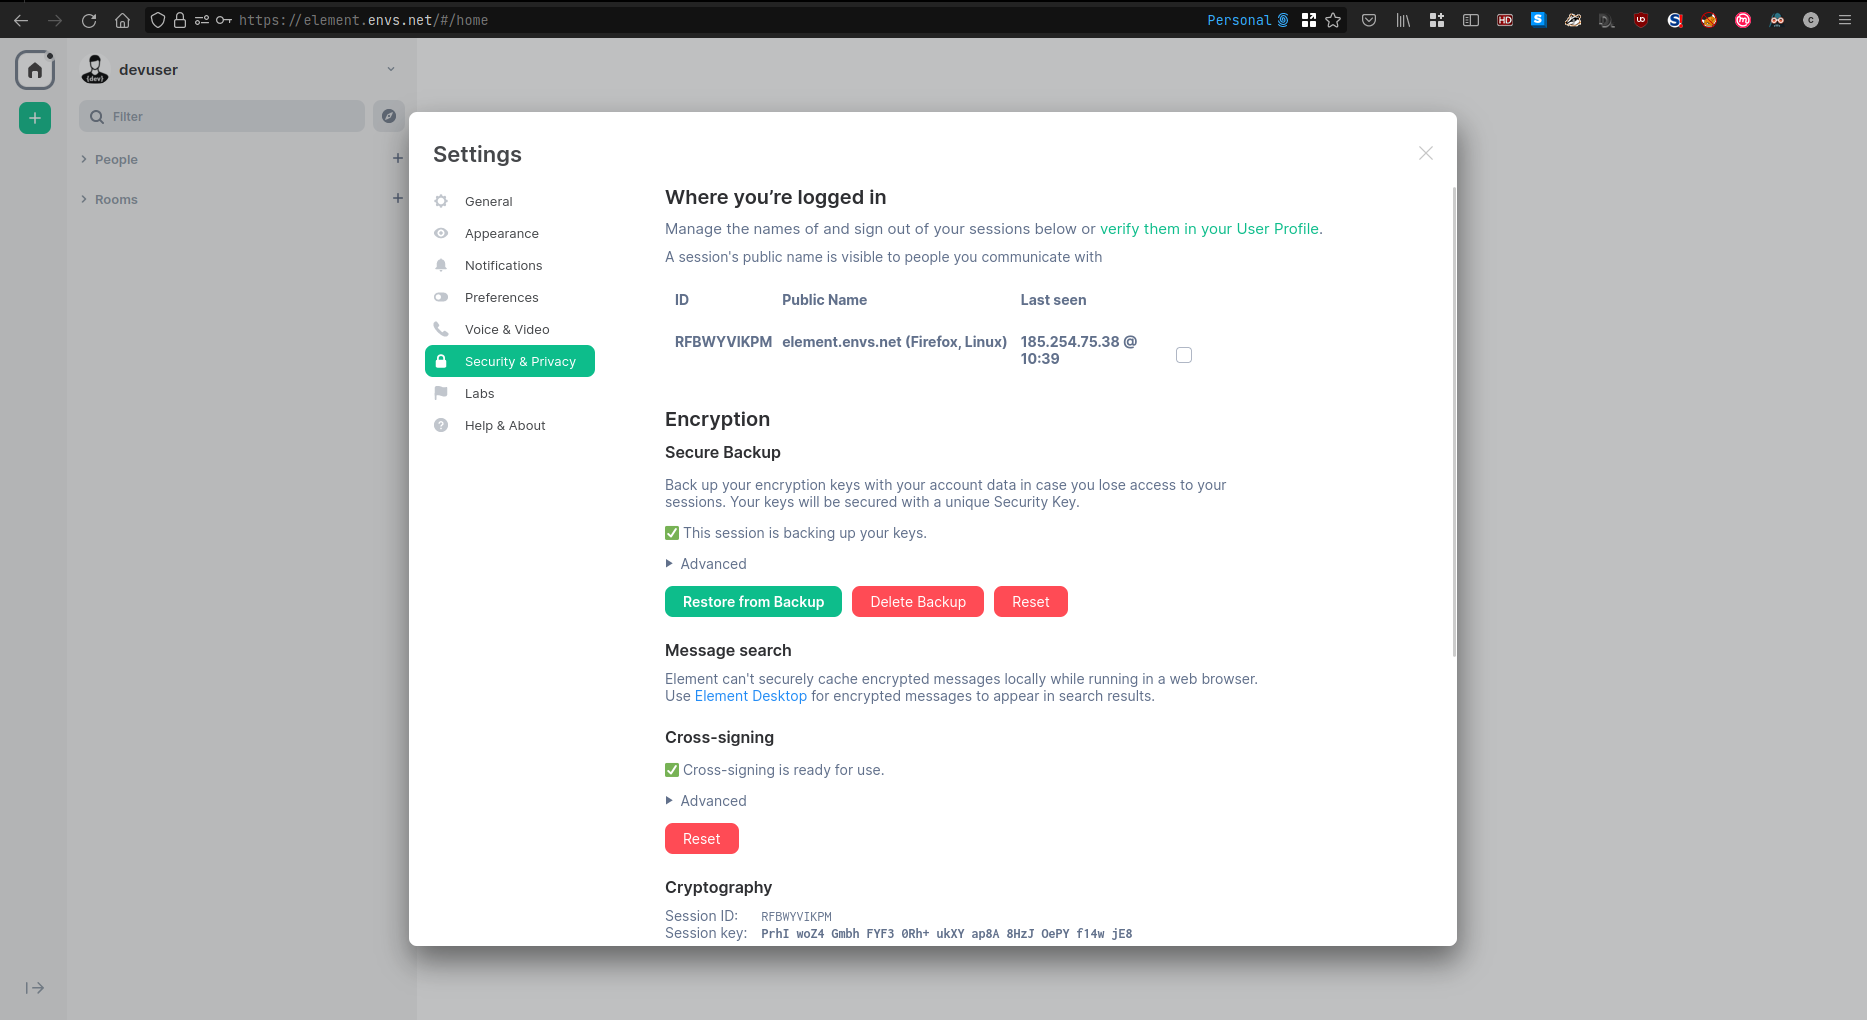 https://element.envs.net/#/home
Personal
HD
S
UD
S
m
C
devuser
{dev}
Filter
People
Rooms
Settings
General
Appearance
Notifications
Preferences
Voice & Video
Security & Privacy
Labs
Help & About
Where you’re logged in
Manage the names of and sign out of your sessions below or verify them in your User Profile.
A session's public name is visible to people you communicate with
ID Public Name Last seen
RFBWYVIKPM element.envs.net (Firefox, Linux) 185.254.75.38 @
10:39
Encryption
Secure Backup
Back up your encryption keys with your account data in case you lose access to your
sessions. Your keys will be secured with a unique Security Key.
✅ This session is backing up your keys.
Advanced
Restore from Backup Delete Backup Reset
Message search
Element can't securely cache encrypted messages locally while running in a web browser.
Use Element Desktop for encrypted messages to appear in search results.
Cross-signing
✅ Cross-signing is ready for use.
Advanced
Reset
Cryptography
Session ID: RFBWYVIKPM
Session key: PrhI woZ4 Gmbh FYF3 0Rh+ ukXY ap8A 8HzJ OePY f14w jE8